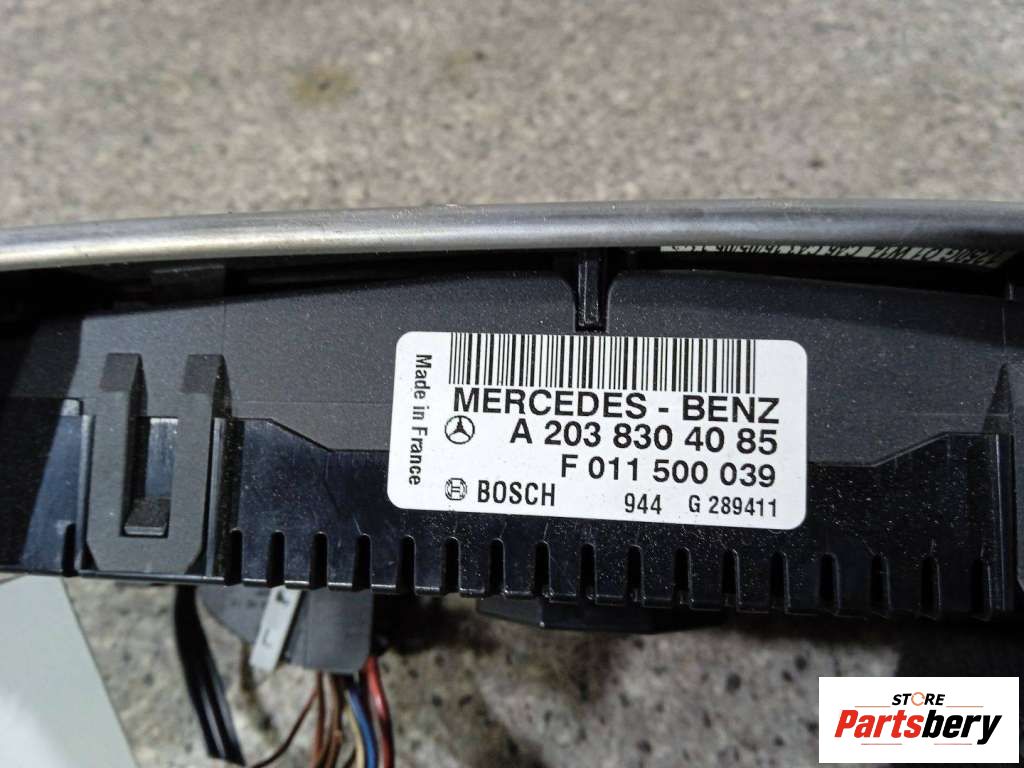 Made in France
MERCEDES - BENZ
A 203 830 40 85
F 011 500 039
BOSCH 944 G 289411
STORE
Partsbery